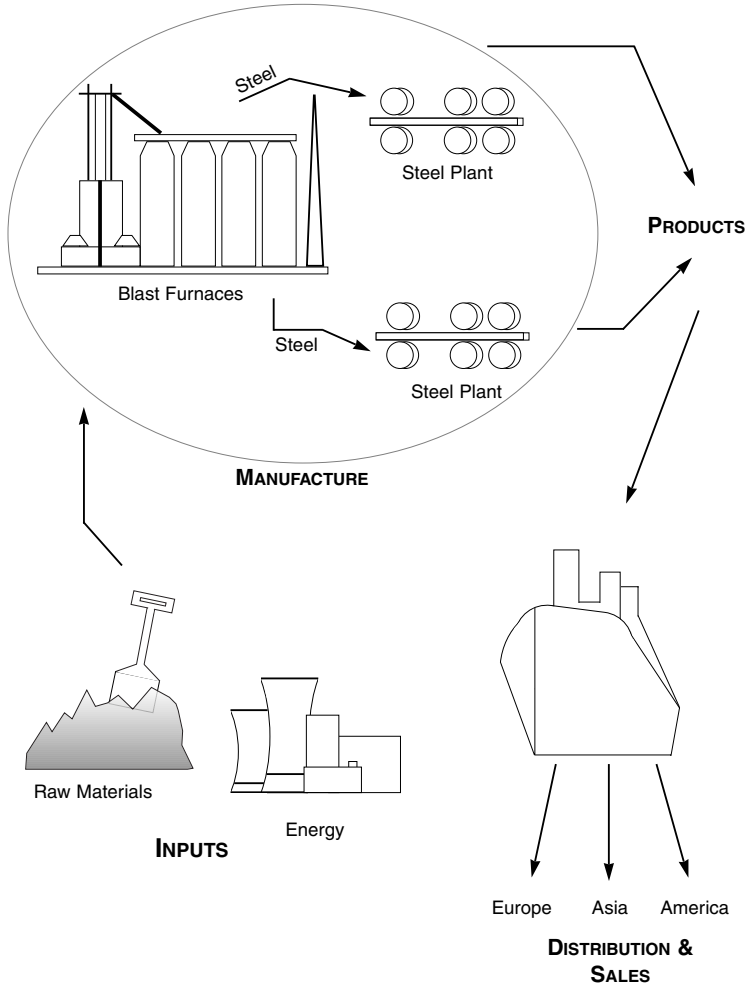 Steel
Steel Plant
PRODUCTS
Blast Furnaces
Steel
Steel Plant
MANUFACTURE
Raw Materials
Energy
INPUTS
Europe Asia America
DISTRIBUTION &
SALES